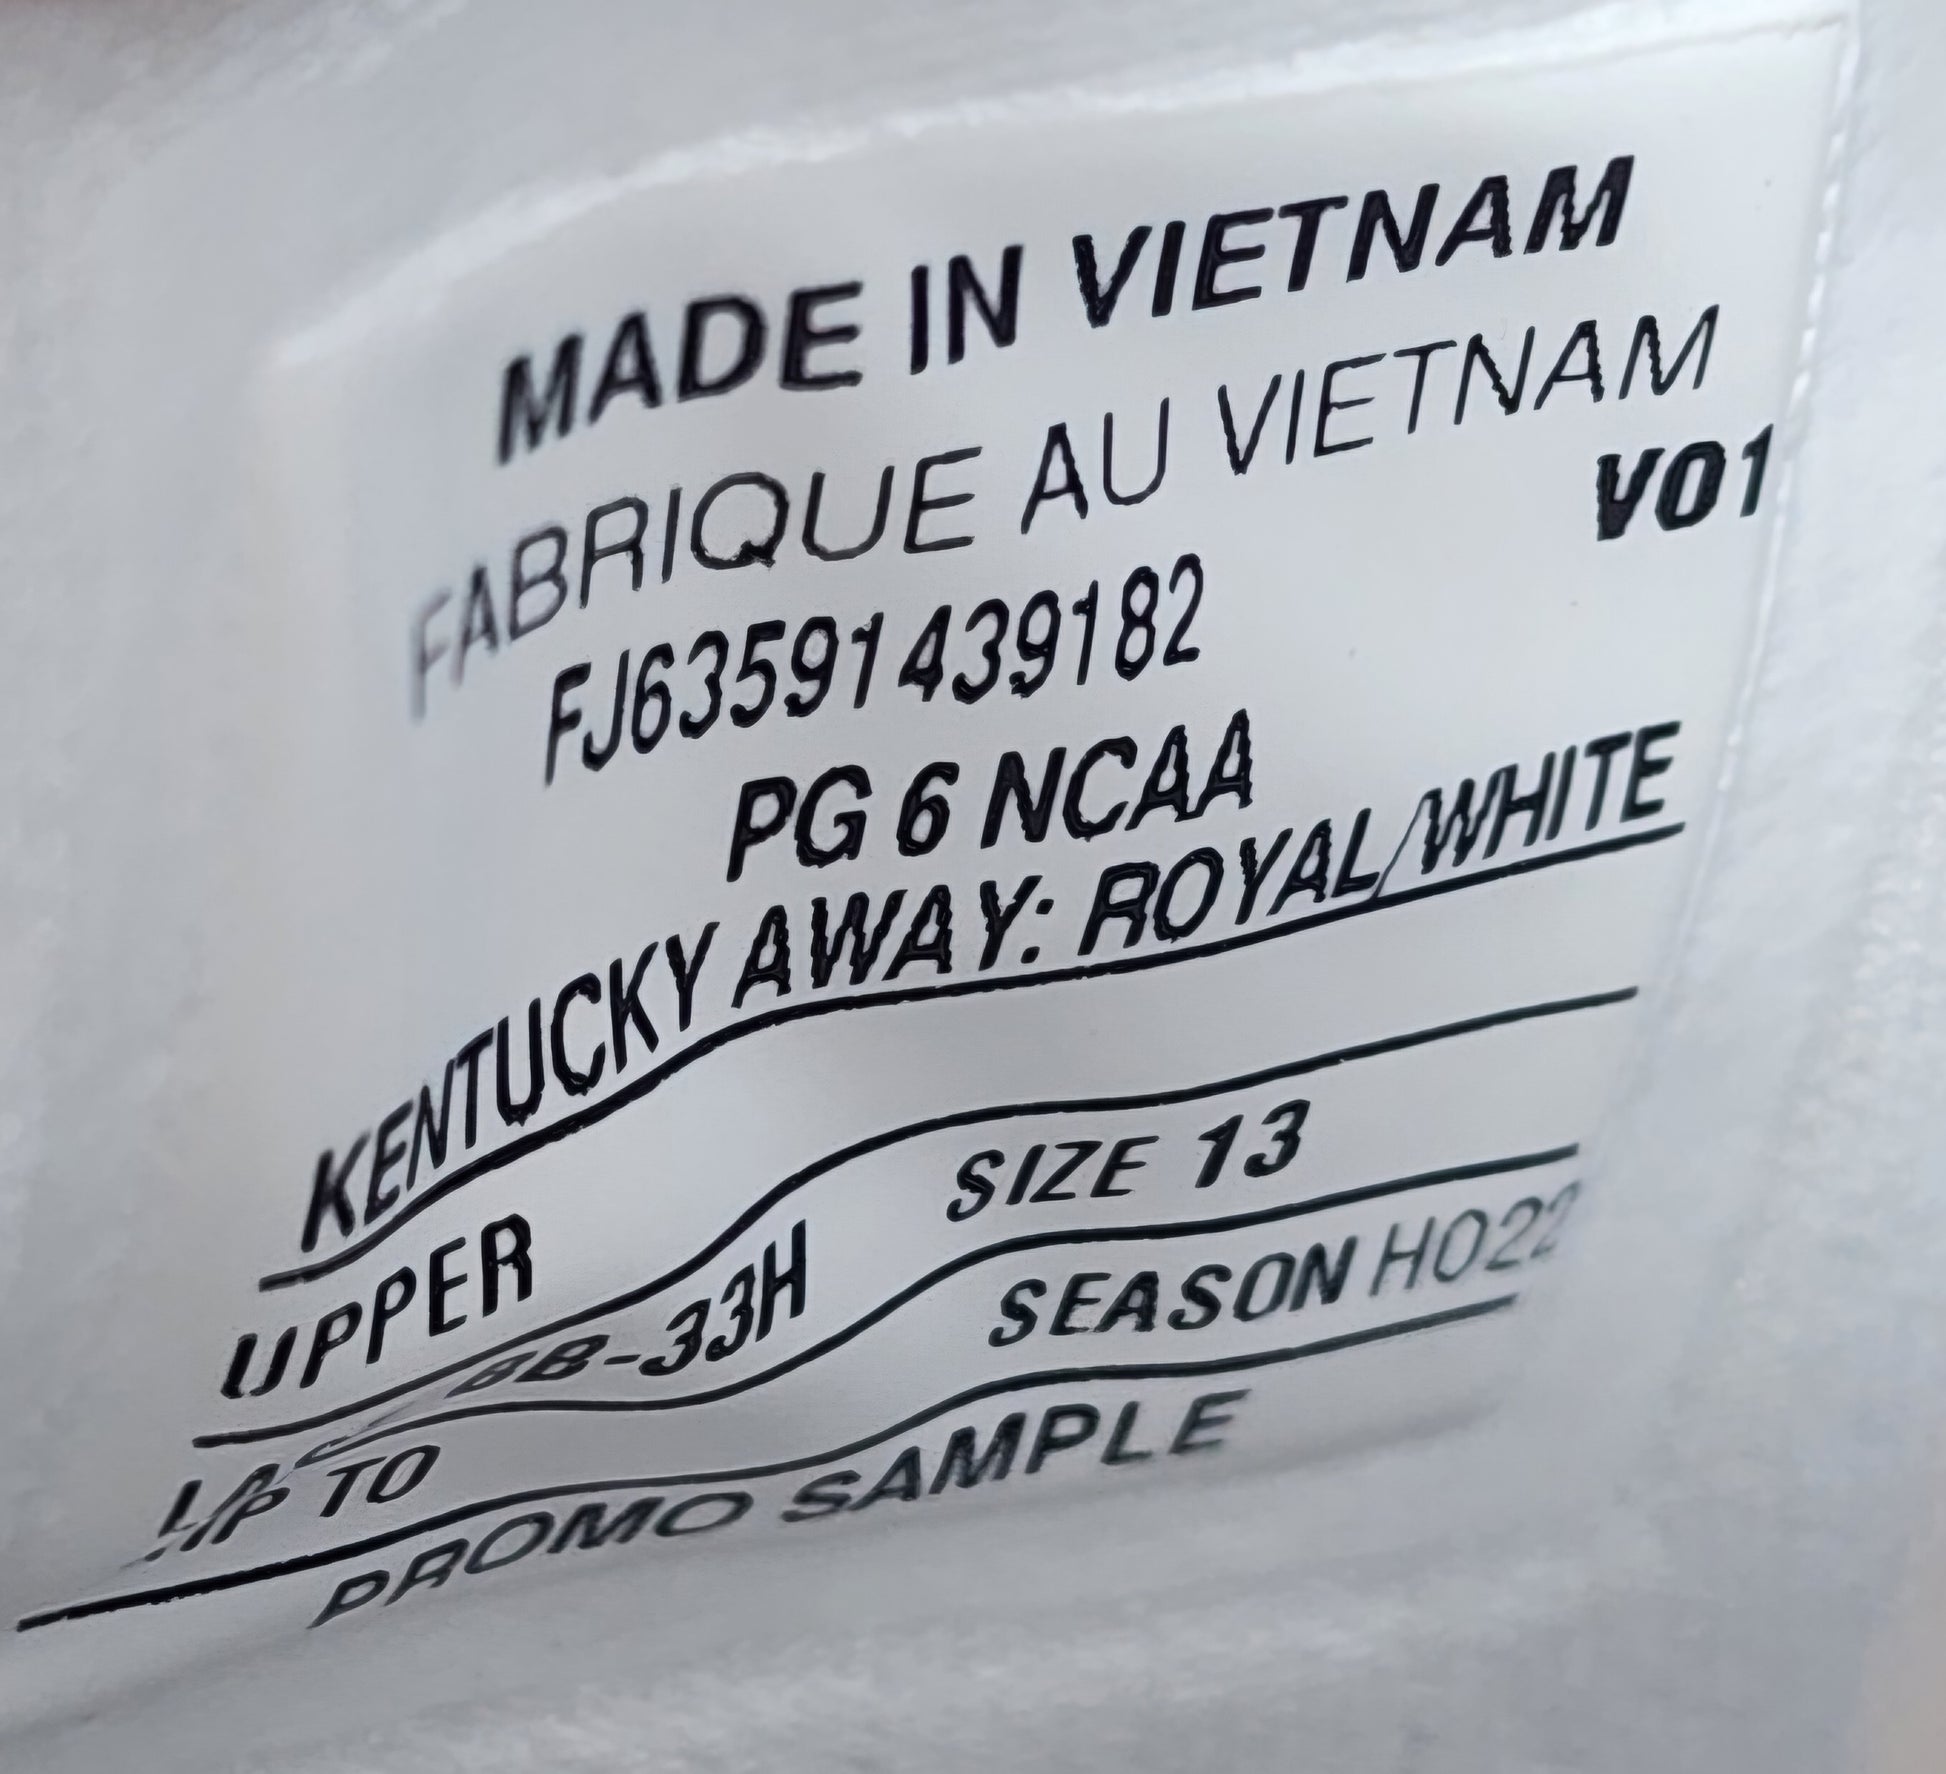 MADE IN VIETNAM
FABRIQUE AU VIETNAM
V01
FJ63591439182
PG 6 NCAA
KENTUCKY AWAY: ROYAL/WHITE
UPPER
BB-33H SIZE 13
TO SEASON HO22
PROMO SAMPLE